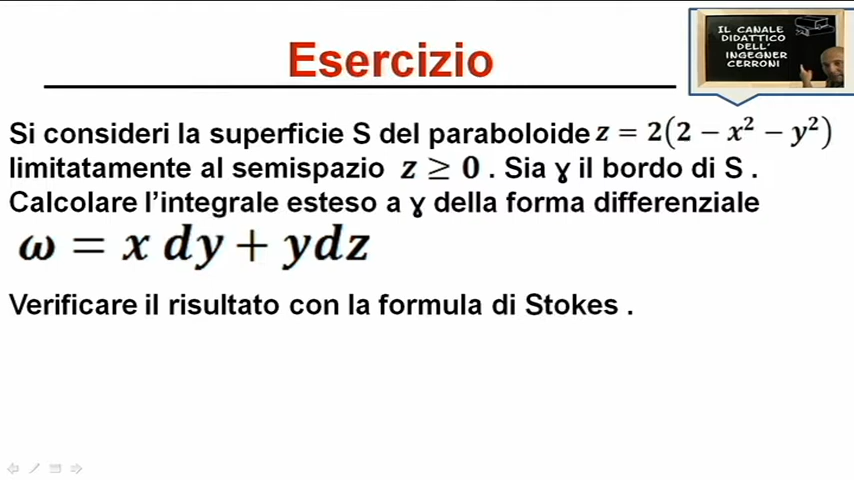 Esercizio
IL CANALE
DIDATTICO
DELL'
INGEGNER
CERRONI
Si consideri la superficie S del paraboloide z = 2(2 − x² − y²)
limitatamente al semispazio z ≥ 0 . Sia ɣ il bordo di S .
Calcolare l’integrale esteso a ɣ della forma differenziale
ω = x dy + ydz
Verificare il risultato con la formula di Stokes .